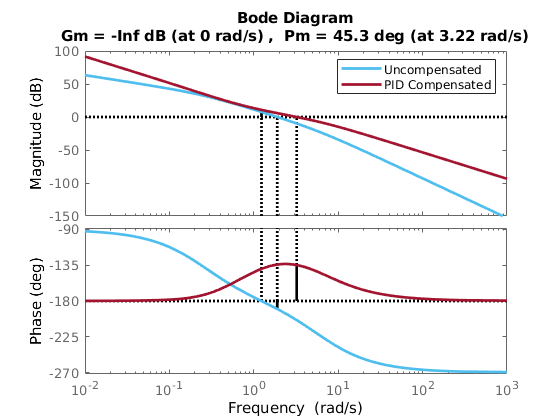 Bode Diagram
Gm = -Inf dB (at 0 rad/s) ,  Pm = 45.3 deg (at 3.22 rad/s)
Magnitude (dB)
100
50
0
-50
-100
-150
Uncompensated
PID Compensated
Phase (deg)
-90
-135
-180
-225
-270
10^-2
10^-1
10^0
10^1
10^2
10^3
Frequency  (rad/s)